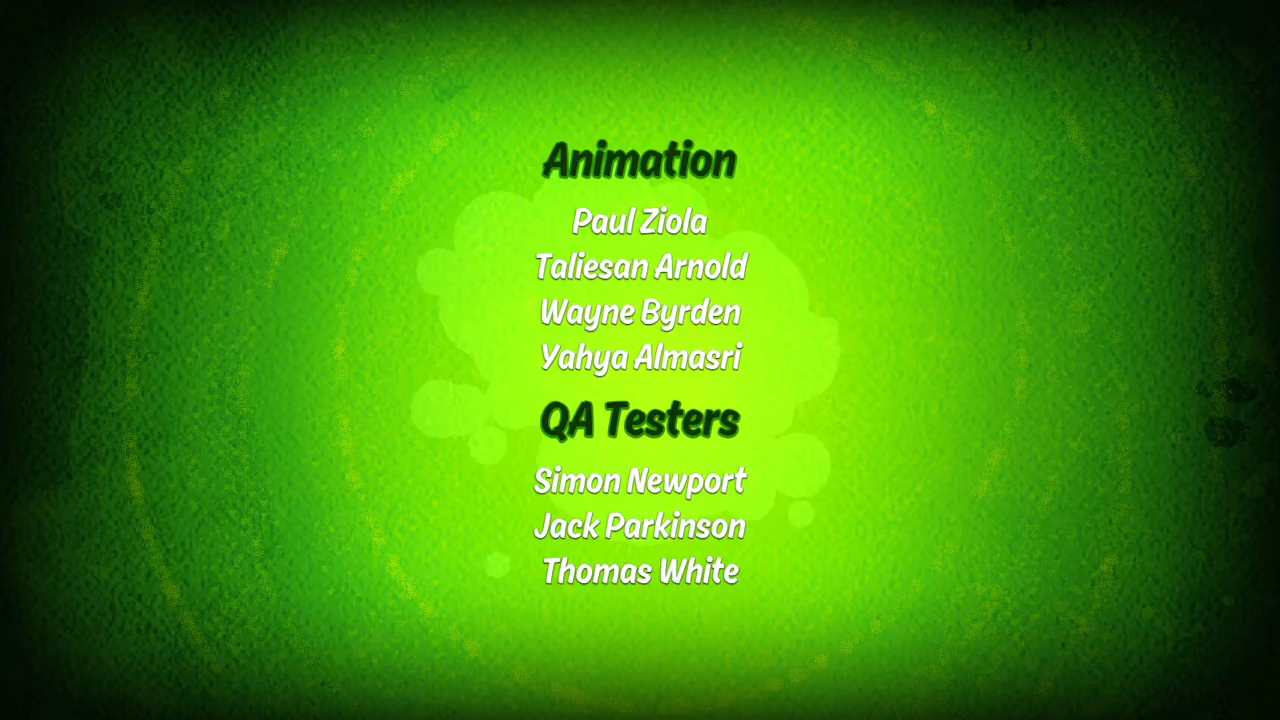 Animation
Paul Ziola
Taliesan Arnold
Wayne Byrden
Yahya Almasri
QA Testers
Simon Newport
Jack Parkinson
Thomas White